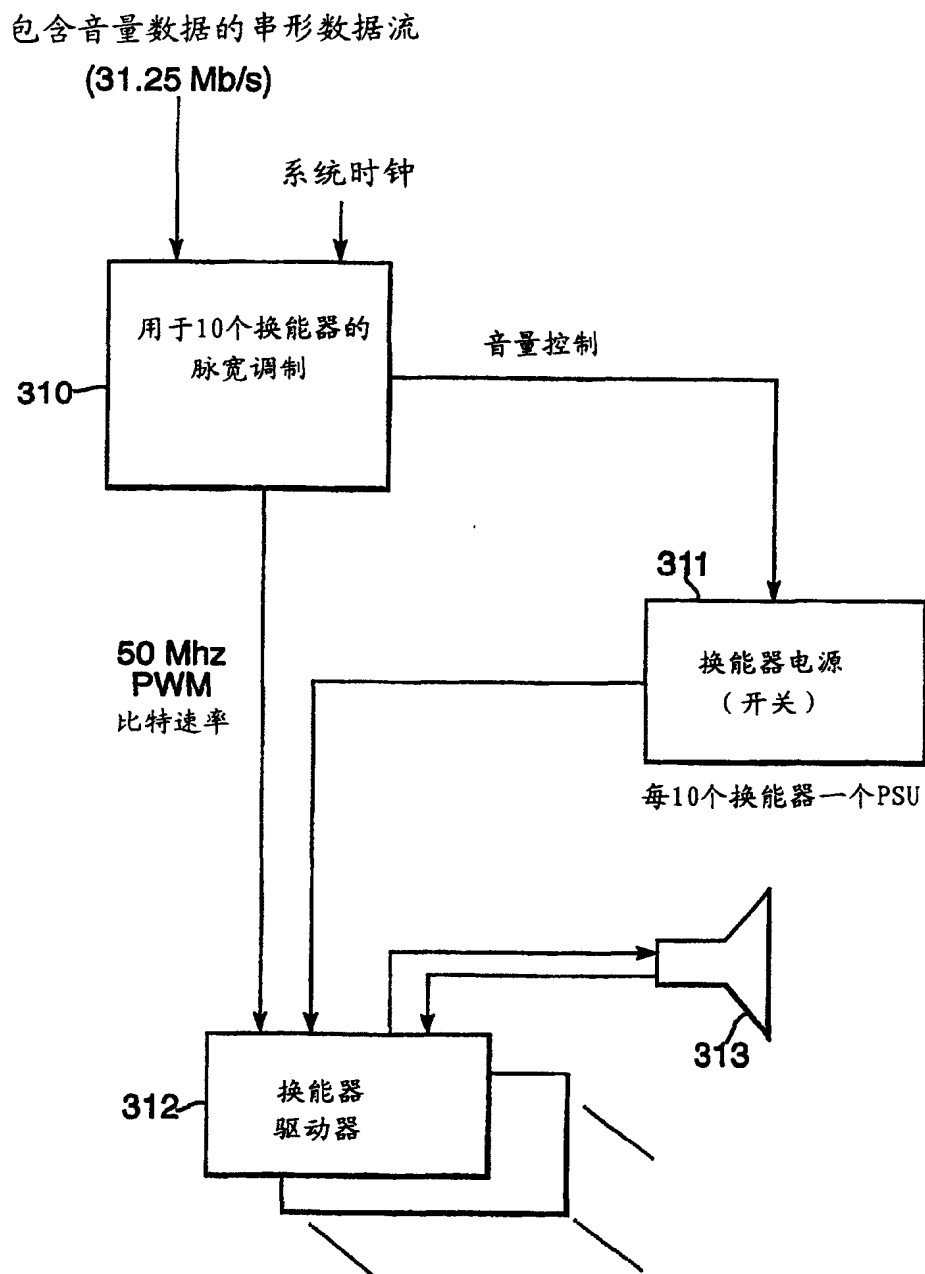 包含音量数据的串形数据流
(31.25 Mb/s)
系统时钟
用于10个换能器的
脉宽调制
310
音量控制
311
换能器电源
(开关)
每10个换能器一个PSU
50 Mhz
PWM
比特速率
313
312
换能器
驱动器